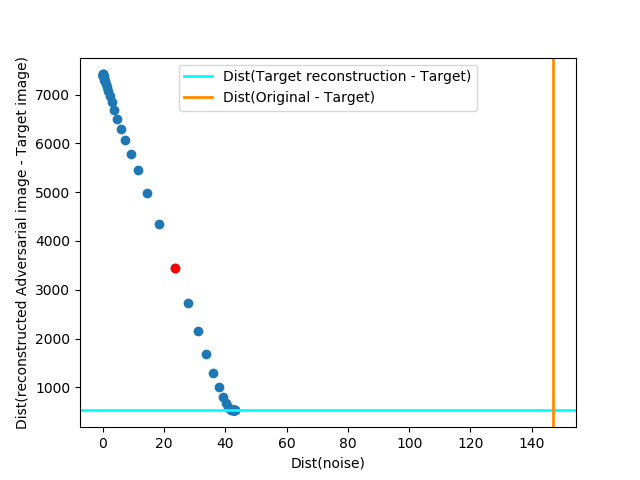 Dist(Target reconstruction - Target)
Dist(Original - Target)
Dist(reconstructed Adversarial image - Target image)
7000
6000
5000
4000
3000
2000
1000
0 20 40 60 80 100 120 140
Dist(noise)